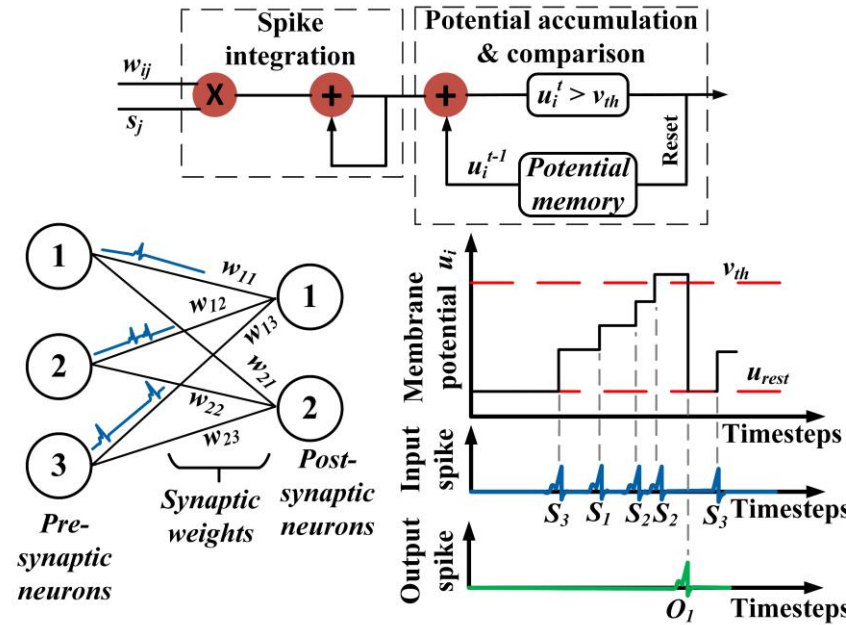 Spike
integration
Potential accumulation
& comparison
w_ij
s_j
X
+
+
u_i^t > v_th
u_i^t-1
Potential
memory
Reset
1
2
3
w_11
w_12
w_13
w_21
w_22
w_23
1
2
Pre-
synaptic
neurons
Synaptic
weights
Post-
synaptic
neurons
Membrane
potential
u_i
v_th
u_rest
Timesteps
Input
spike
S_3 S_1 S_2 S_2 S_3
Timesteps
Output
spike
O_1
Timesteps